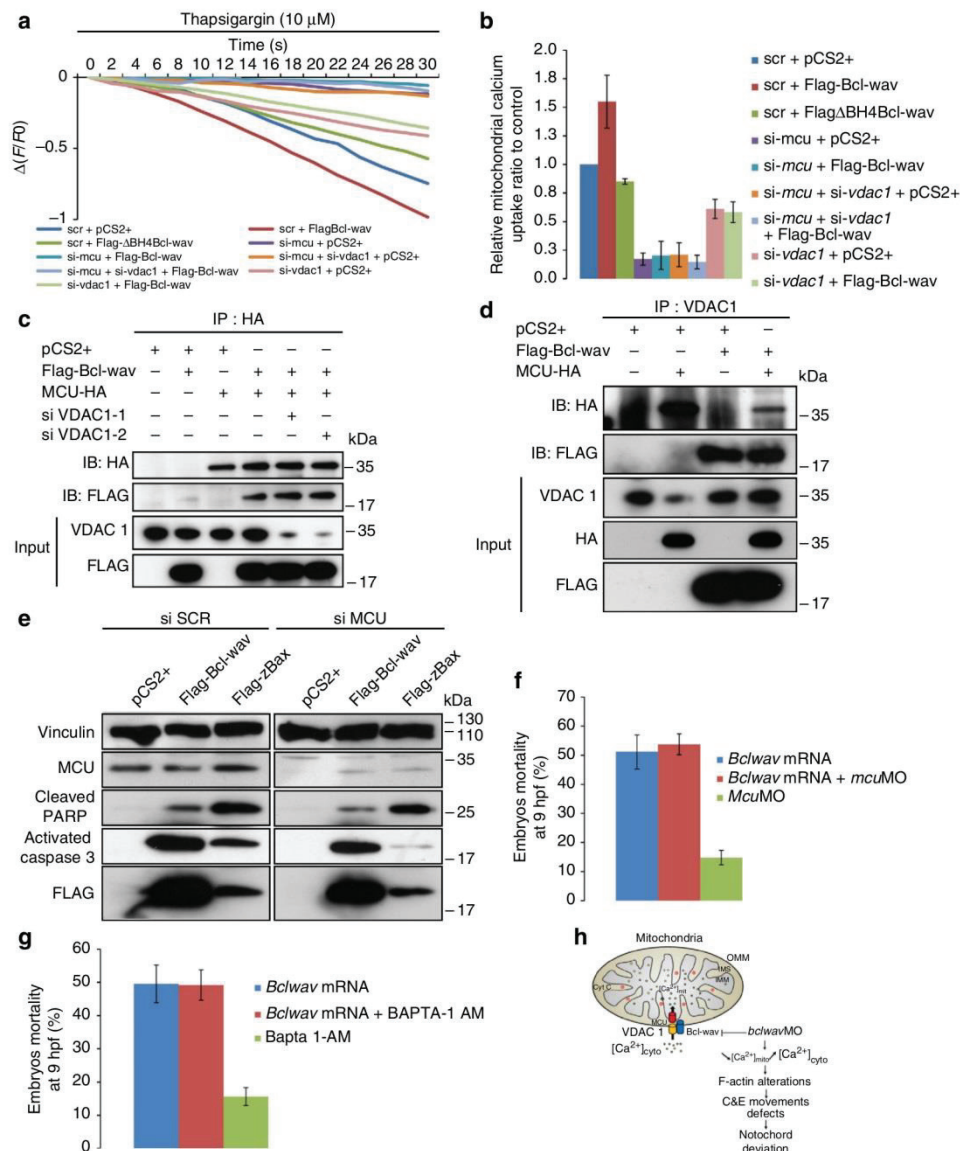 a
Thapsigargin (10 μM)
Time (s)
0 2 4 6 8 10 12 14 16 18 20 22 24 26 28 30
0
–0.5
–1
Δ(F/F0)
scr + pCS2+
scr + FlagBcl-wav
scr + Flag-ΔBH4Bcl-wav
si-mcu + pCS2+
si-mcu + Flag-Bcl-wav
si-mcu + si-vdac1 + pCS2+
si-mcu + si-vdac1 + Flag-Bcl-wav
si-vdac1 + pCS2+
si-vdac1 + Flag-Bcl-wav
b
Relative mitochondrial calcium
uptake ratio to control
2.0
1.8
1.5
1.3
1.0
0.8
0.5
0.3
0.0
scr + pCS2+
scr + Flag-Bcl-wav
scr + FlagΔBH4Bcl-wav
si-mcu + pCS2+
si-mcu + Flag-Bcl-wav
si-mcu + si-vdac1 + pCS2+
si-mcu + si-vdac1
+ Flag-Bcl-wav
si-vdac1 + pCS2+
si-vdac1 + Flag-Bcl-wav
c
IP : HA
pCS2+ + + + – – –
Flag-Bcl-wav – + – + + +
MCU-HA – – + + + +
si VDAC1-1 – – – – + –
si VDAC1-2 – – – – – +
kDa
IB: HA – 35
IB: FLAG – 17
Input
VDAC 1 – 35
FLAG – 17
d
IP : VDAC1
pCS2+ + + + –
Flag-Bcl-wav – – + +
MCU-HA – + – +
kDa
IB: HA – 35
IB: FLAG – 17
Input
VDAC 1 – 35
HA – 35
FLAG – 17
e
si SCR si MCU
pCS2+ Flag-Bcl-wav Flag-zBax pCS2+ Flag-Bcl-wav Flag-zBax
kDa
Vinculin – 130
– 110
MCU – 35
Cleaved
PARP – 25
Activated
caspase 3 – 17
FLAG – 17
f
Embryos mortality
at 9 hpf (%)
70
60
50
40
30
20
10
0
Bclwav mRNA
Bclwav mRNA + mcuMO
McuMO
g
Embryos mortality
at 9 hpf (%)
60
50
40
30
20
10
0
Bclwav mRNA
Bclwav mRNA + BAPTA-1 AM
Bapta 1-AM
h
Mitochondria
OMM
IMS
IMM
Cyt C
[Ca2+]mit
MCU
VDAC 1
Bcl-wav
bclwavMO
[Ca2+]cyto
[Ca2+]mito [Ca2+]cyto
F-actin alterations
C&E movements
defects
Notochord
deviation